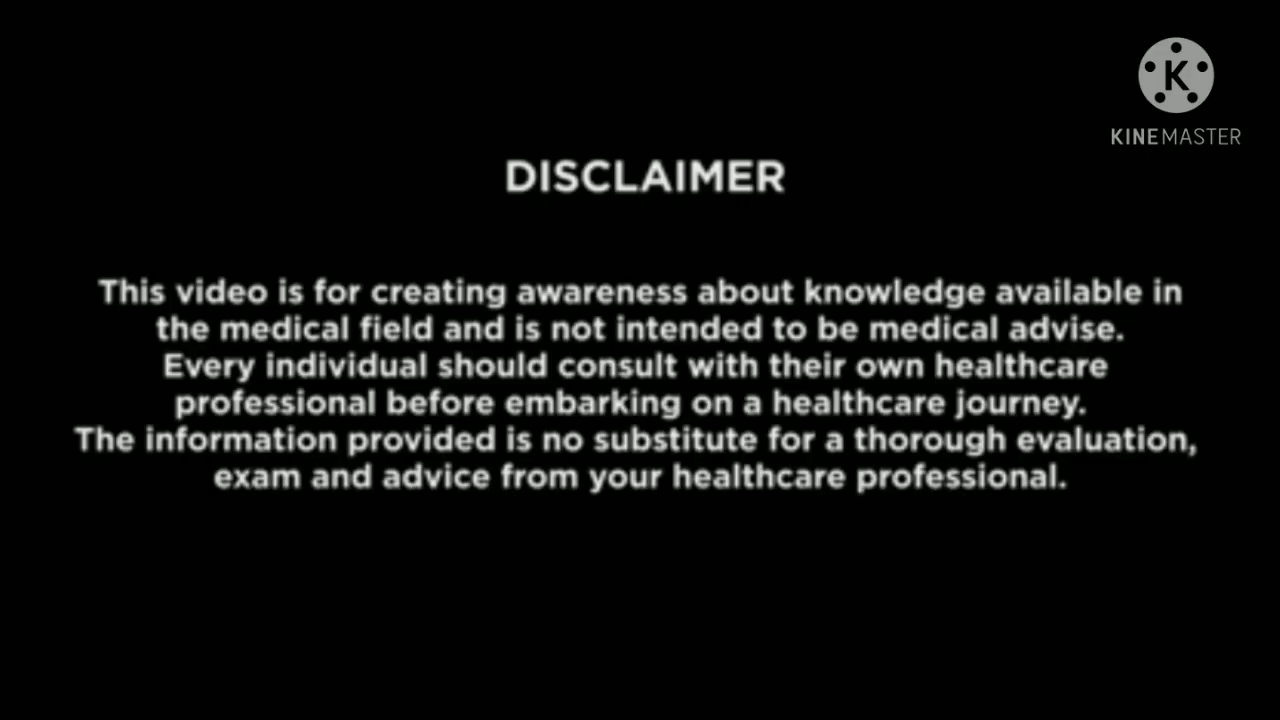 K
KINEMASTER
DISCLAIMER
This video is for creating awareness about knowledge available in
the medical field and is not intended to be medical advise.
Every individual should consult with their own healthcare
professional before embarking on a healthcare journey.
The information provided is no substitute for a thorough evaluation,
exam and advice from your healthcare professional.